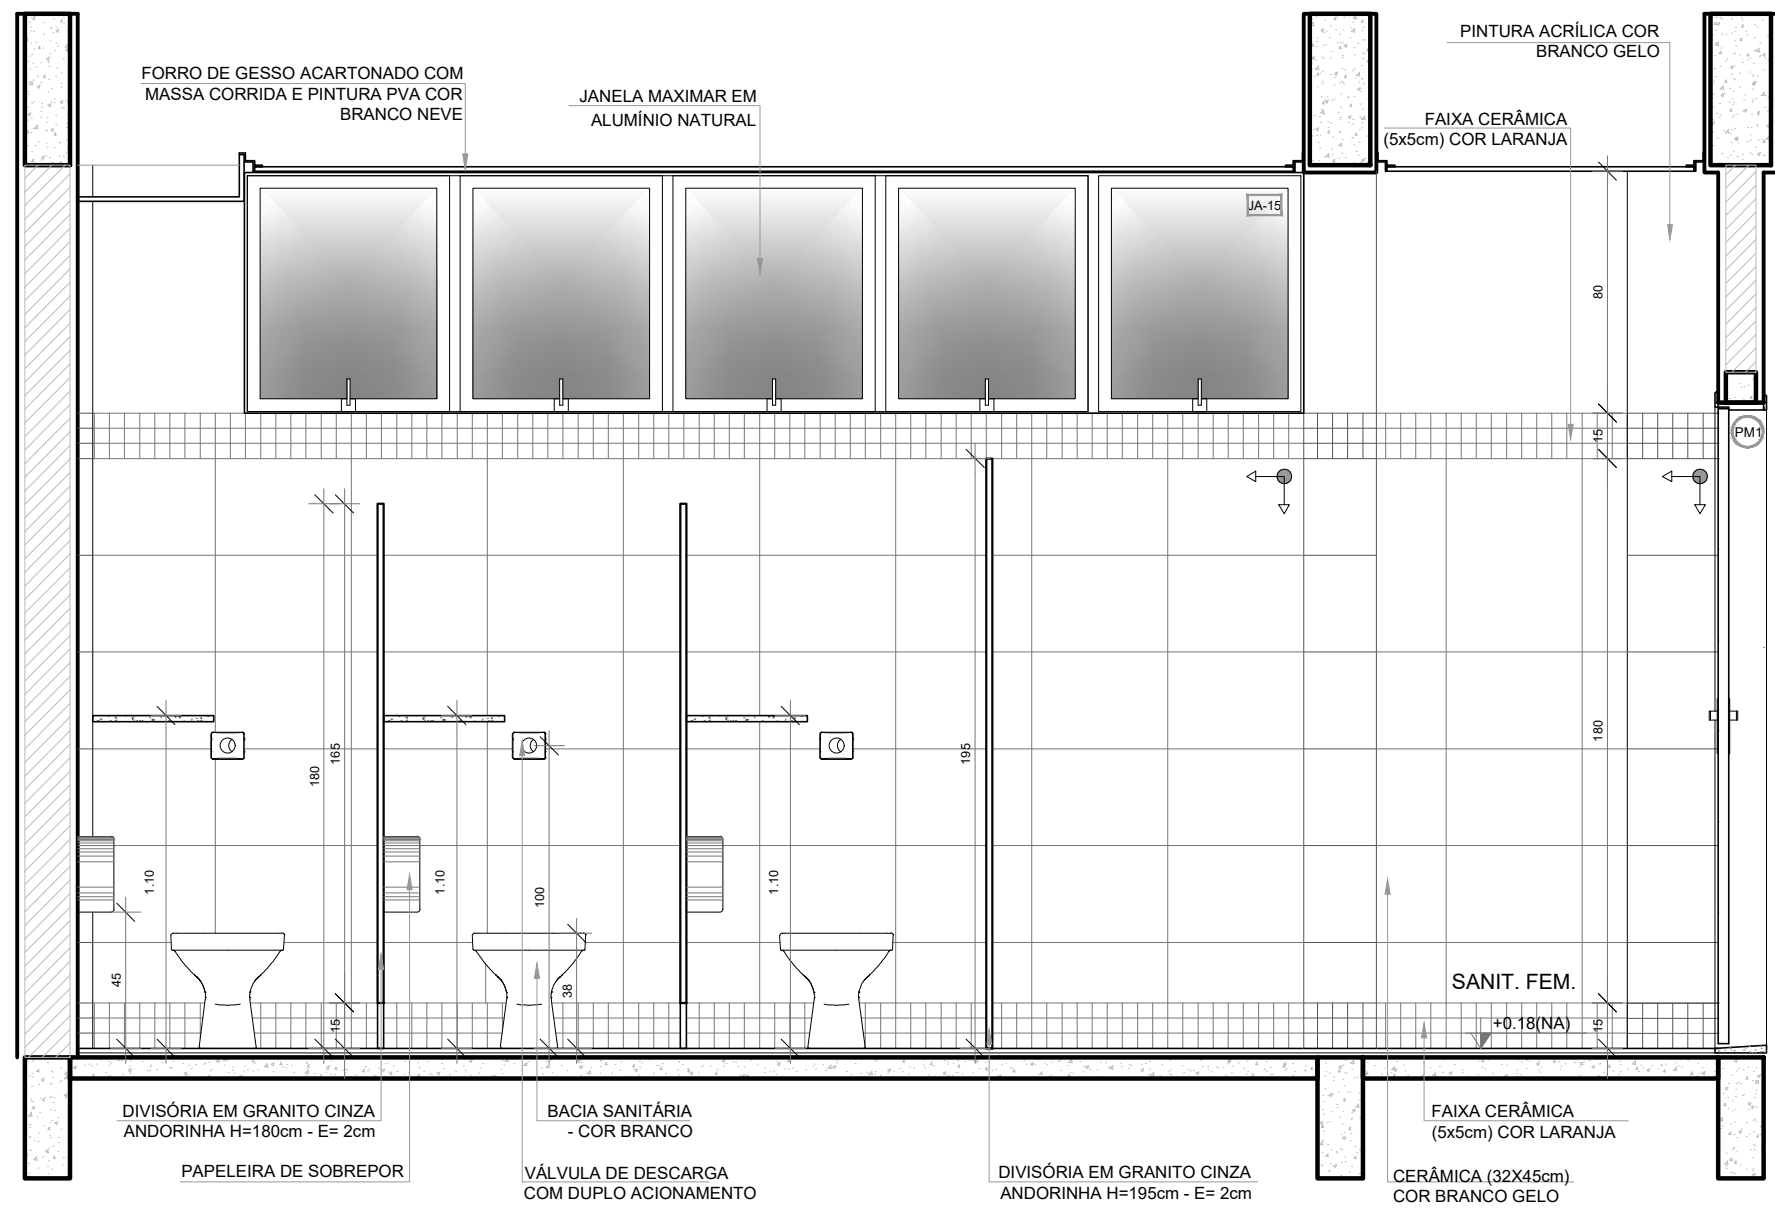 PINTURA ACRÍLICA COR
BRANCO GELO
FORRO DE GESSO ACARTONADO COM
MASSA CORRIDA E PINTURA PVA COR
BRANCO NEVE
JANELA MAXIMAR EM
ALUMÍNIO NATURAL
FAIXA CERÂMICA
(5x5cm) COR LARANJA
JA-15
80
15
PM1
180
165
195
180
1.10
1.10
100
1.10
45
38
15
SANIT. FEM.
+0.18(NA)
15
DIVISÓRIA EM GRANITO CINZA
ANDORINHA H=180cm - E= 2cm
BACIA SANITÁRIA
- COR BRANCO
FAIXA CERÂMICA
(5x5cm) COR LARANJA
PAPELEIRA DE SOBREPOR
VÁLVULA DE DESCARGA
COM DUPLO ACIONAMENTO
DIVISÓRIA EM GRANITO CINZA
ANDORINHA H=195cm - E= 2cm
CERÂMICA (32X45cm)
COR BRANCO GELO